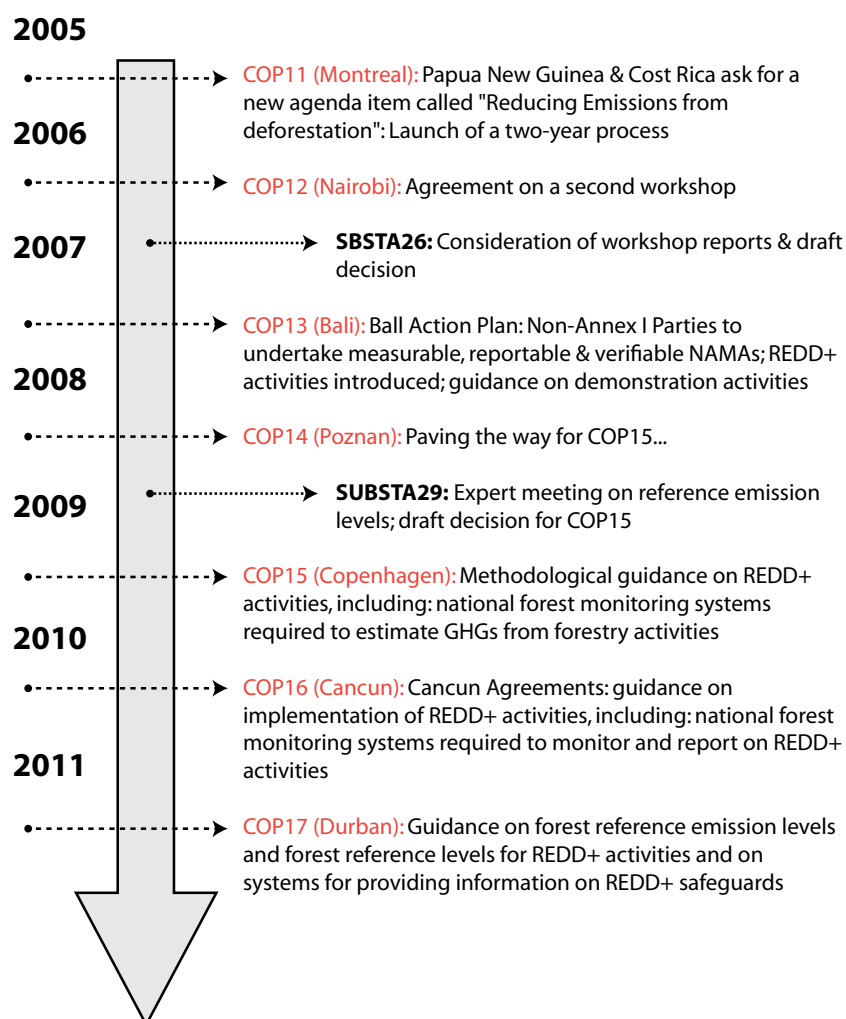 2005
COP11 (Montreal): Papua New Guinea & Cost Rica ask for a
new agenda item called "Reducing Emissions from
deforestation": Launch of a two-year process
2006
COP12 (Nairobi): Agreement on a second workshop
2007
SBSTA26: Consideration of workshop reports & draft
decision
COP13 (Bali): Ball Action Plan: Non-Annex I Parties to
undertake measurable, reportable & verifiable NAMAs; REDD+
activities introduced; guidance on demonstration activities
2008
COP14 (Poznan): Paving the way for COP15...
2009
SUBSTA29: Expert meeting on reference emission
levels; draft decision for COP15
COP15 (Copenhagen): Methodological guidance on REDD+
activities, including: national forest monitoring systems
required to estimate GHGs from forestry activities
2010
COP16 (Cancun): Cancun Agreements: guidance on
implementation of REDD+ activities, including: national forest
monitoring systems required to monitor and report on REDD+
activities
2011
COP17 (Durban): Guidance on forest reference emission levels
and forest reference levels for REDD+ activities and on
systems for providing information on REDD+ safeguards